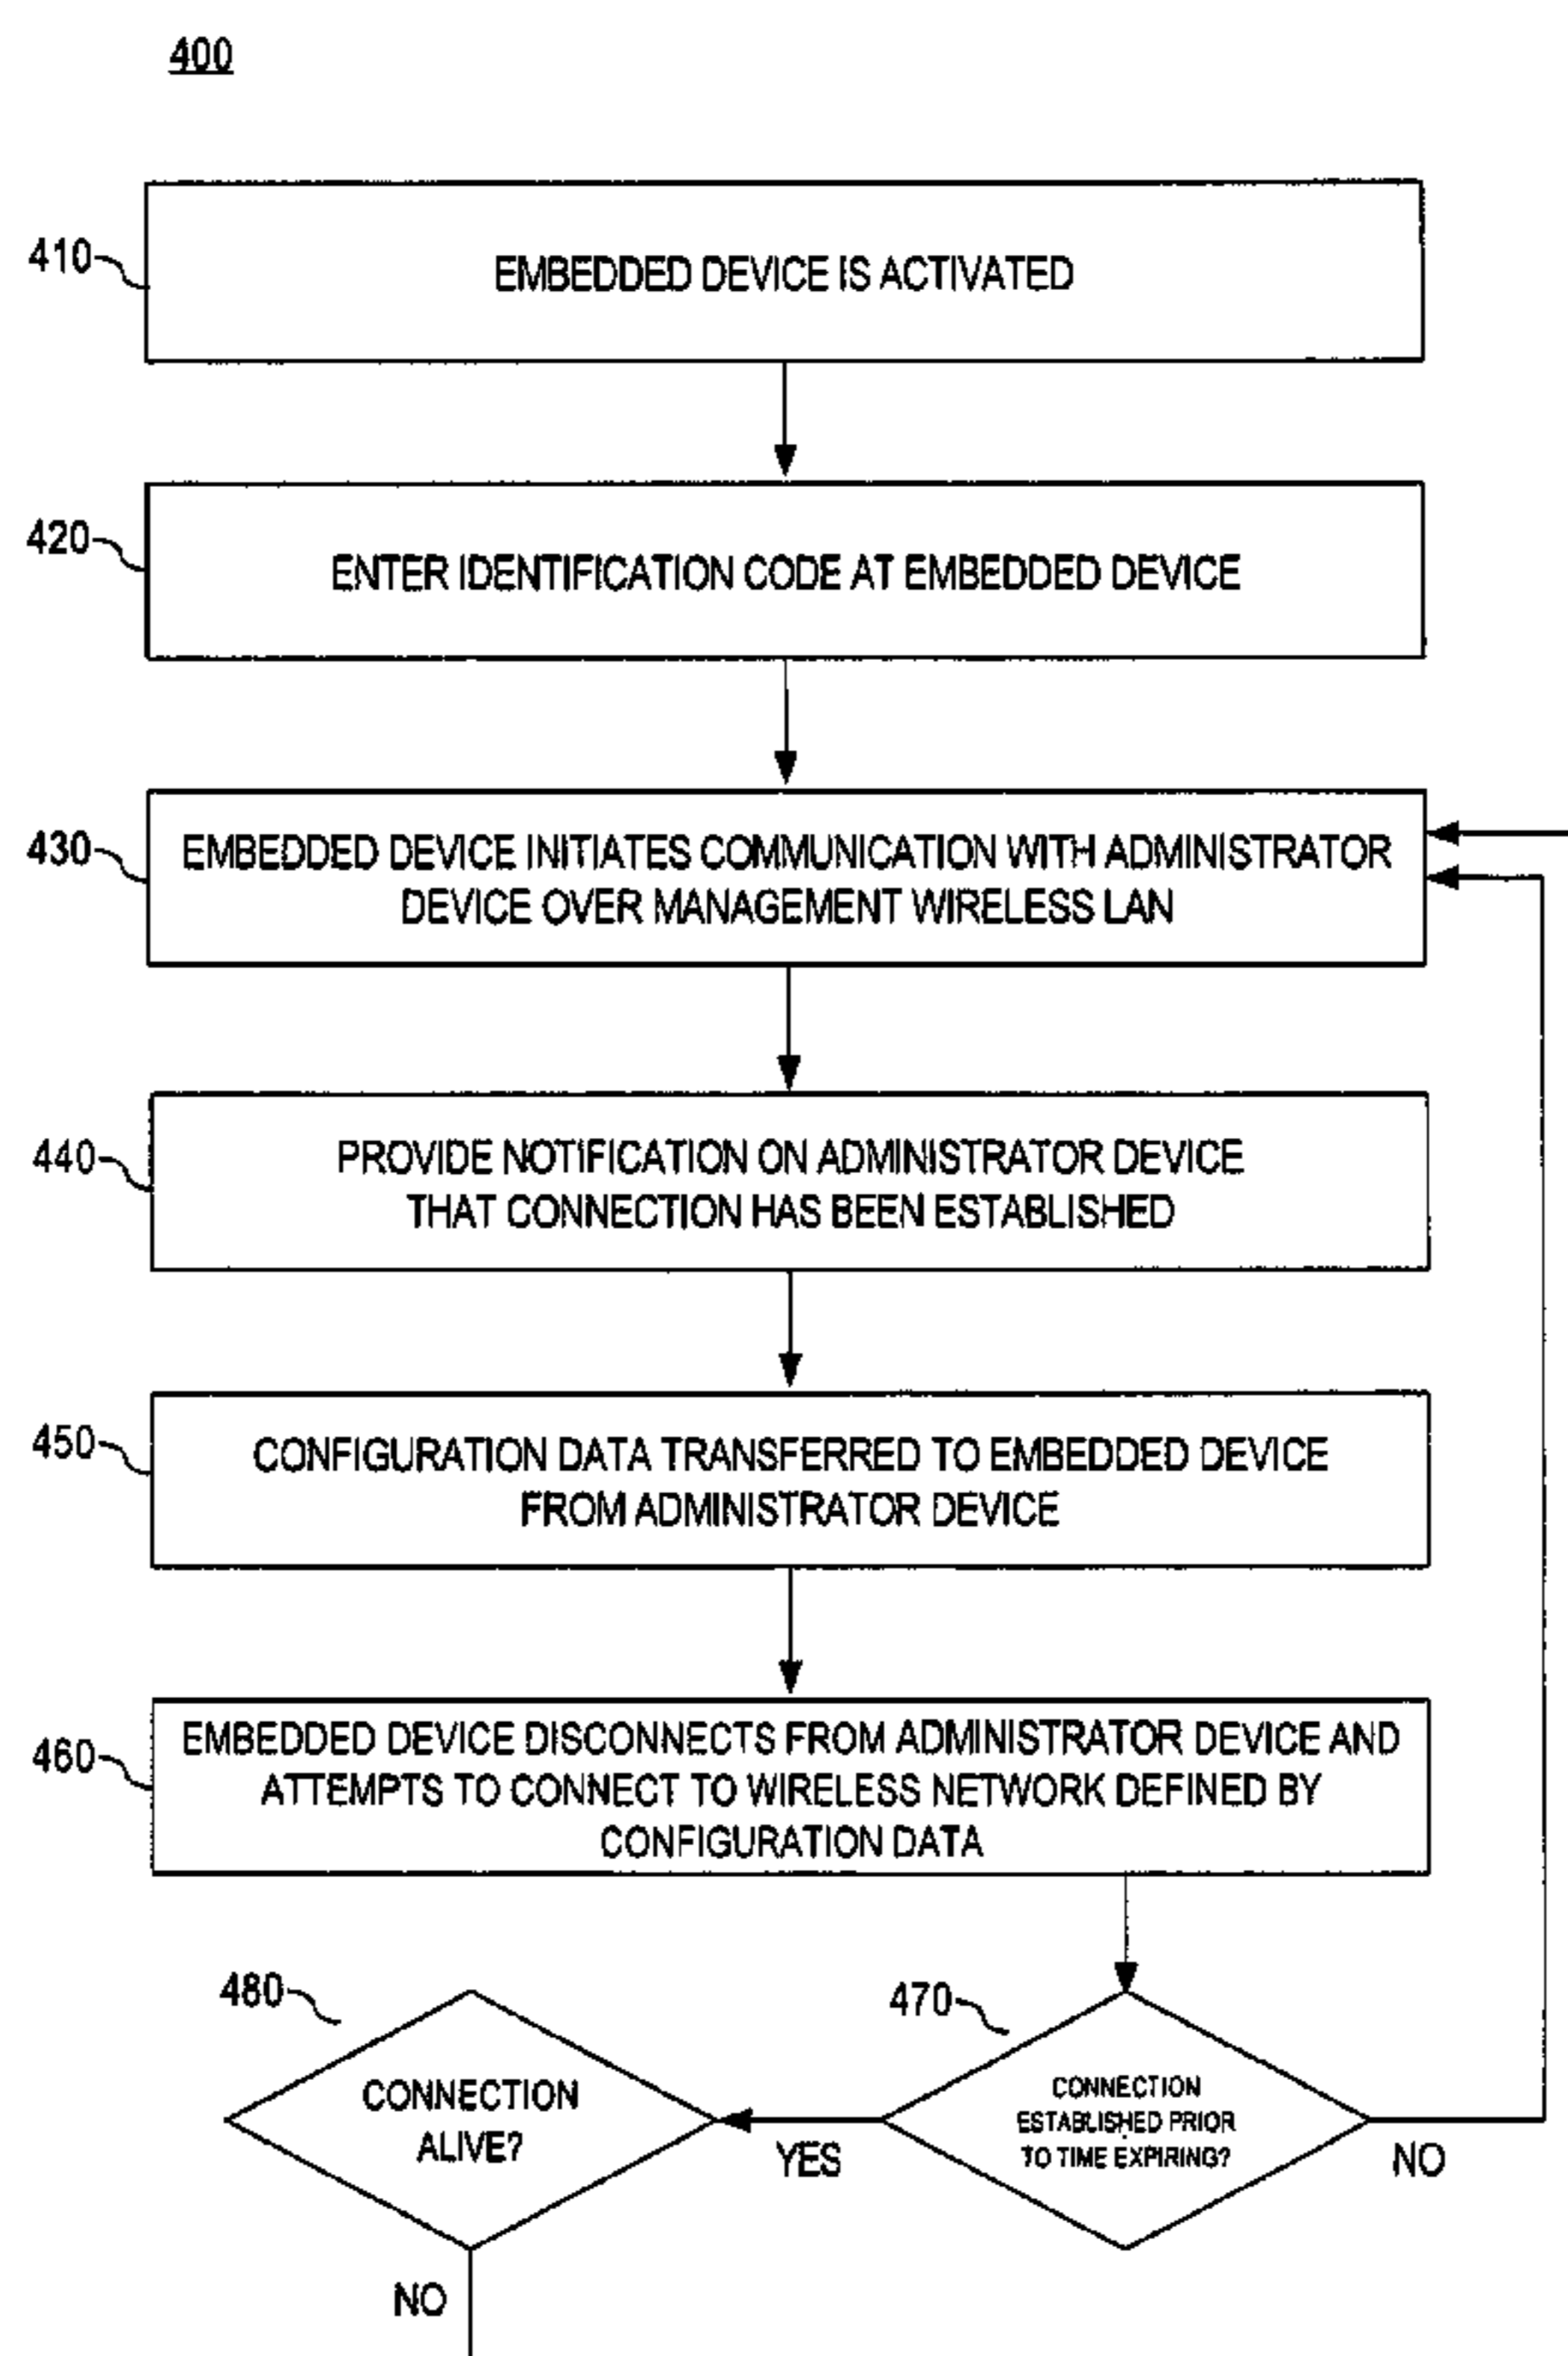 400
410
EMBEDDED DEVICE IS ACTIVATED
420
ENTER IDENTIFICATION CODE AT EMBEDDED DEVICE
430
EMBEDDED DEVICE INITIATES COMMUNICATION WITH ADMINISTRATOR
DEVICE OVER MANAGEMENT WIRELESS LAN
440
PROVIDE NOTIFICATION ON ADMINISTRATOR DEVICE
THAT CONNECTION HAS BEEN ESTABLISHED
450
CONFIGURATION DATA TRANSFERRED TO EMBEDDED DEVICE
FROM ADMINISTRATOR DEVICE
460
EMBEDDED DEVICE DISCONNECTS FROM ADMINISTRATOR DEVICE AND
ATTEMPTS TO CONNECT TO WIRELESS NETWORK DEFINED BY
CONFIGURATION DATA
480
CONNECTION
ALIVE?
YES
470
CONNECTION
ESTABLISHED PRIOR
TO TIME EXPIRING?
NO
NO